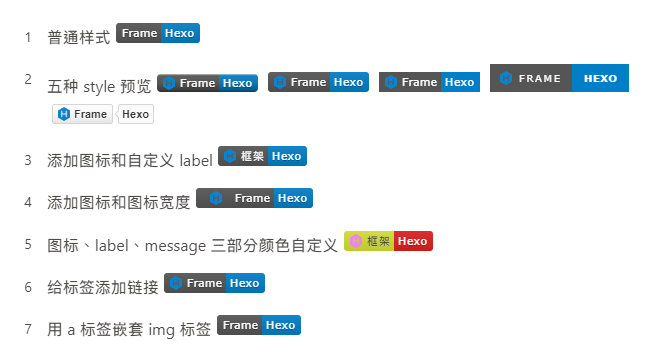 1 普通样式 Frame Hexo
2 五种 style 预览 Frame Hexo Frame Hexo Frame Hexo FRAME HEXO
Frame Hexo
3 添加图标和自定义 label 框架 Hexo
4 添加图标和图标宽度 Frame Hexo
5 图标、label、message 三部分颜色自定义 框架 Hexo
6 给标签添加链接 Frame Hexo
7 用 a 标签嵌套 img 标签 Frame Hexo